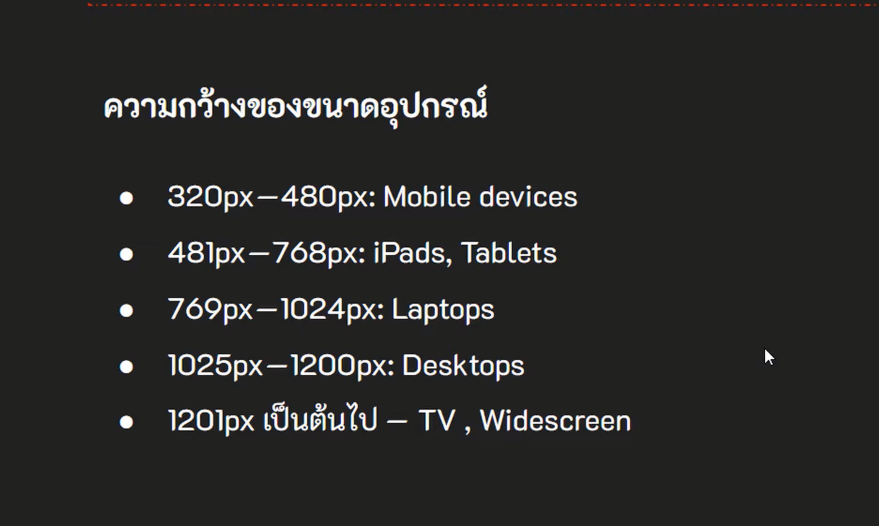 ความกว้างของขนาดอุปกรณ์
● 320px—480px: Mobile devices
● 481px—768px: iPads, Tablets
● 769px—1024px: Laptops
● 1025px—1200px: Desktops
● 1201px เป็นต้นไป — TV , Widescreen